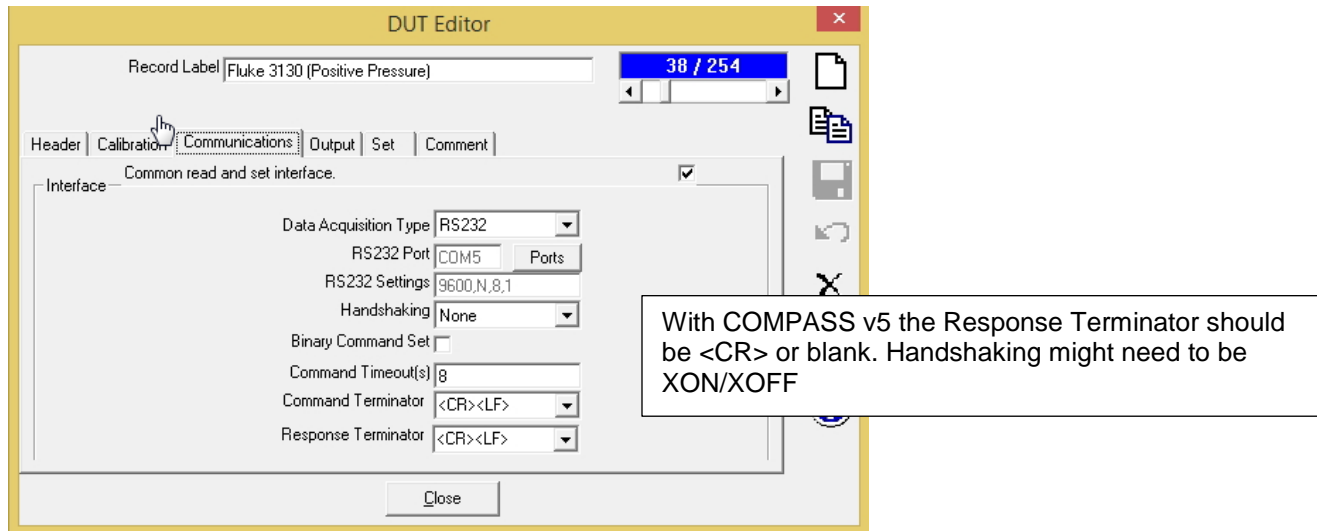 DUT Editor
Record Label Fluke 3130 (Positive Pressure)
38 / 254
Header Calibration Communications Output Set Comment
Interface Common read and set interface.
Data Acquisition Type RS232
RS232 Port COM5 Ports
RS232 Settings 9600,N,8,1
Handshaking None
Binary Command Set
Command Timeout(s) 8
Command Terminator <CR><LF>
Response Terminator <CR><LF>
Close
With COMPASS v5 the Response Terminator should
be <CR> or blank. Handshaking might need to be
XON/XOFF